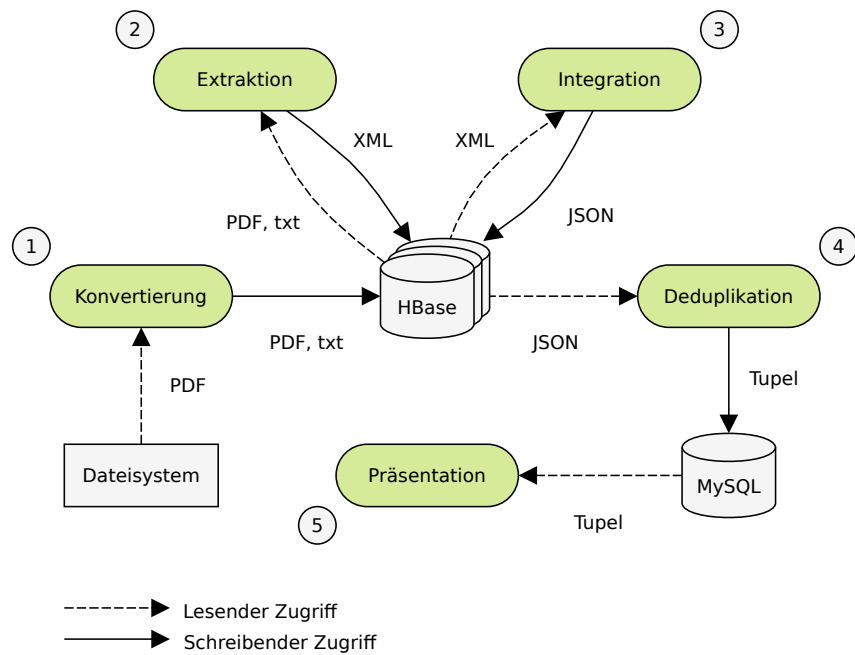 2
3
Extraktion
Integration
XML
XML
PDF, txt
JSON
1
4
Konvertierung
HBase
Deduplikation
PDF, txt
JSON
PDF
Tupel
Dateisystem
Präsentation
MySQL
5
Tupel
Lesender Zugriff
Schreibender Zugriff